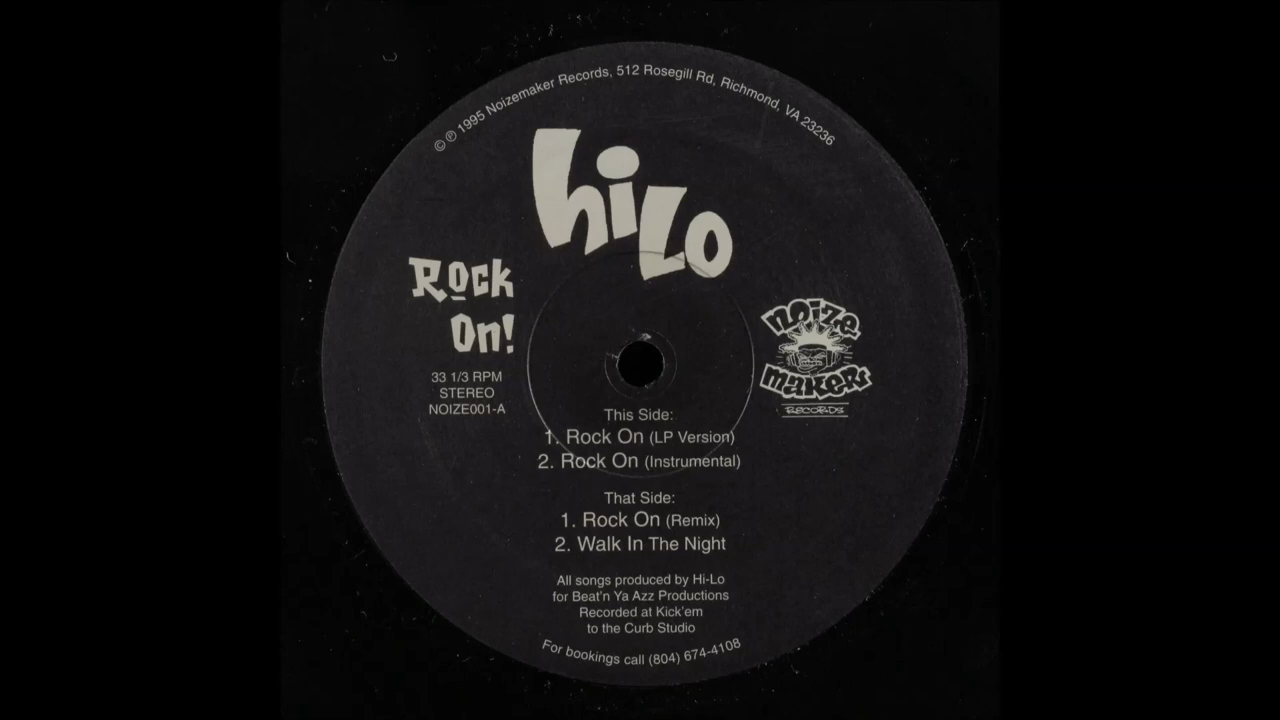 © ℗ 1995 Noizemaker Records, 512 Rosegill Rd, Richmond, VA 23236
hiLo
Rock
On!
33 1/3 RPM
STEREO
NOIZE001-A
noize
maker
RECORDS
This Side:
1. Rock On (LP Version)
2. Rock On (Instrumental)
That Side:
1. Rock On (Remix)
2. Walk In The Night
All songs produced by Hi-Lo
for Beat'n Ya Azz Productions
Recorded at Kick'em
to the Curb Studio
For bookings call (804) 674-4108